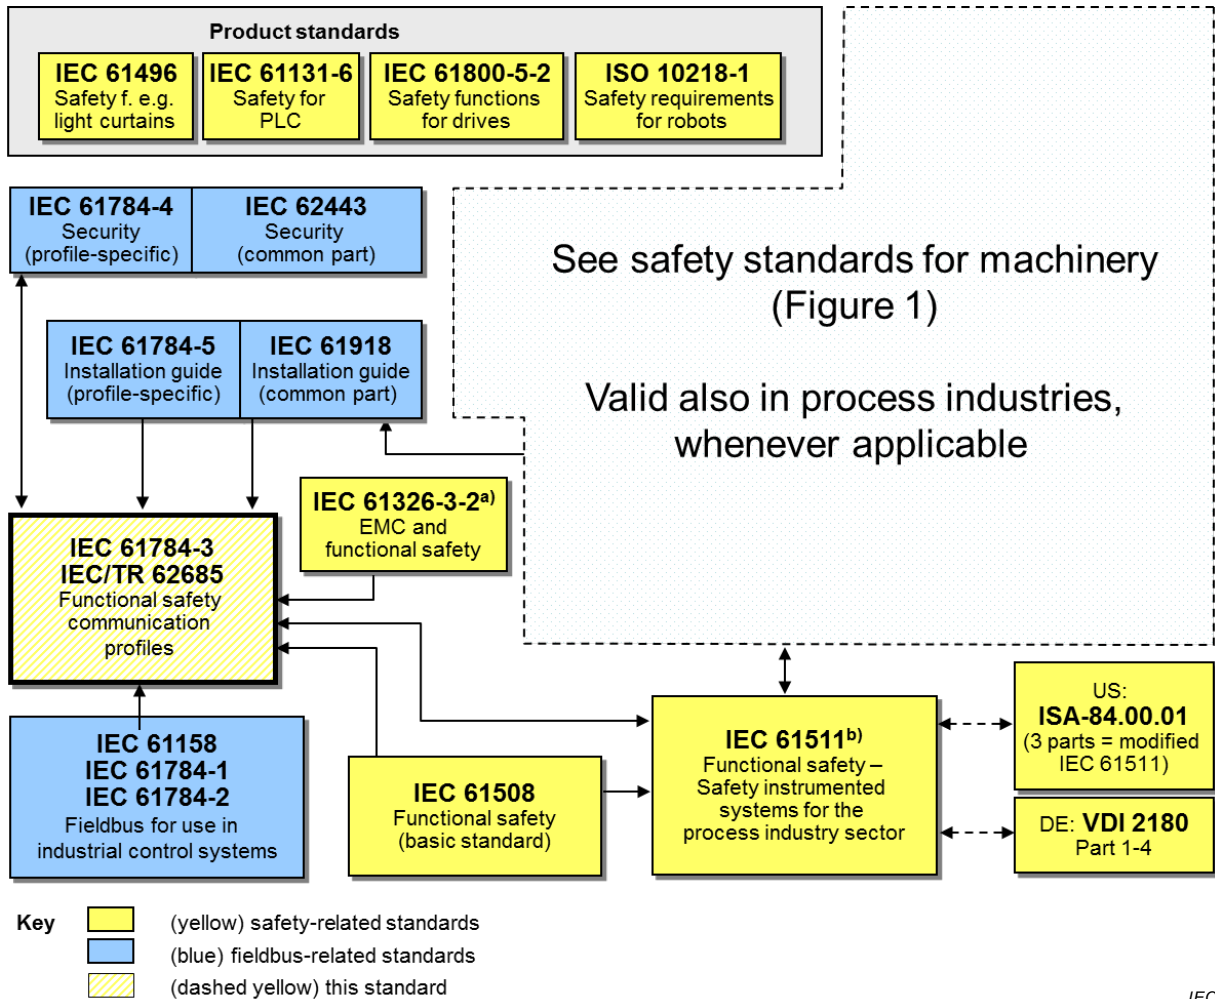 Product standards
IEC 61496
Safety f. e.g.
light curtains
IEC 61131-6
Safety for
PLC
IEC 61800-5-2
Safety functions
for drives
ISO 10218-1
Safety requirements
for robots
IEC 61784-4
Security
(profile-specific)
IEC 62443
Security
(common part)
See safety standards for machinery
(Figure 1)
Valid also in process industries,
whenever applicable
IEC 61784-5
Installation guide
(profile-specific)
IEC 61918
Installation guide
(common part)
IEC 61326-3-2a)
EMC and
functional safety
IEC 61784-3
IEC/TR 62685
Functional safety
communication
profiles
IEC 61158
IEC 61784-1
IEC 61784-2
Fieldbus for use in
industrial control systems
IEC 61508
Functional safety
(basic standard)
IEC 61511b)
Functional safety –
Safety instrumented
systems for the
process industry sector
US:
ISA-84.00.01
(3 parts = modified
IEC 61511)
DE: VDI 2180
Part 1-4
Key
(yellow) safety-related standards
(blue) fieldbus-related standards
(dashed yellow) this standard
IEC